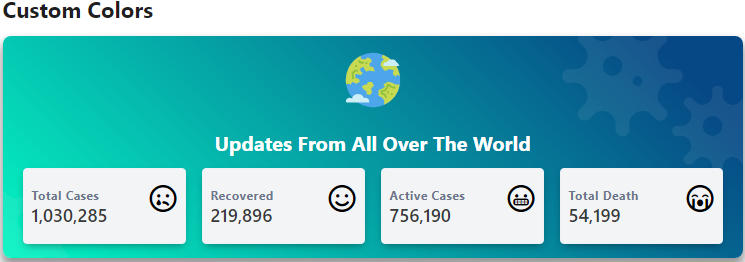 Custom Colors
Updates From All Over The World
Total Cases
1,030,285
Recovered
219,896
Active Cases
756,190
Total Death
54,199